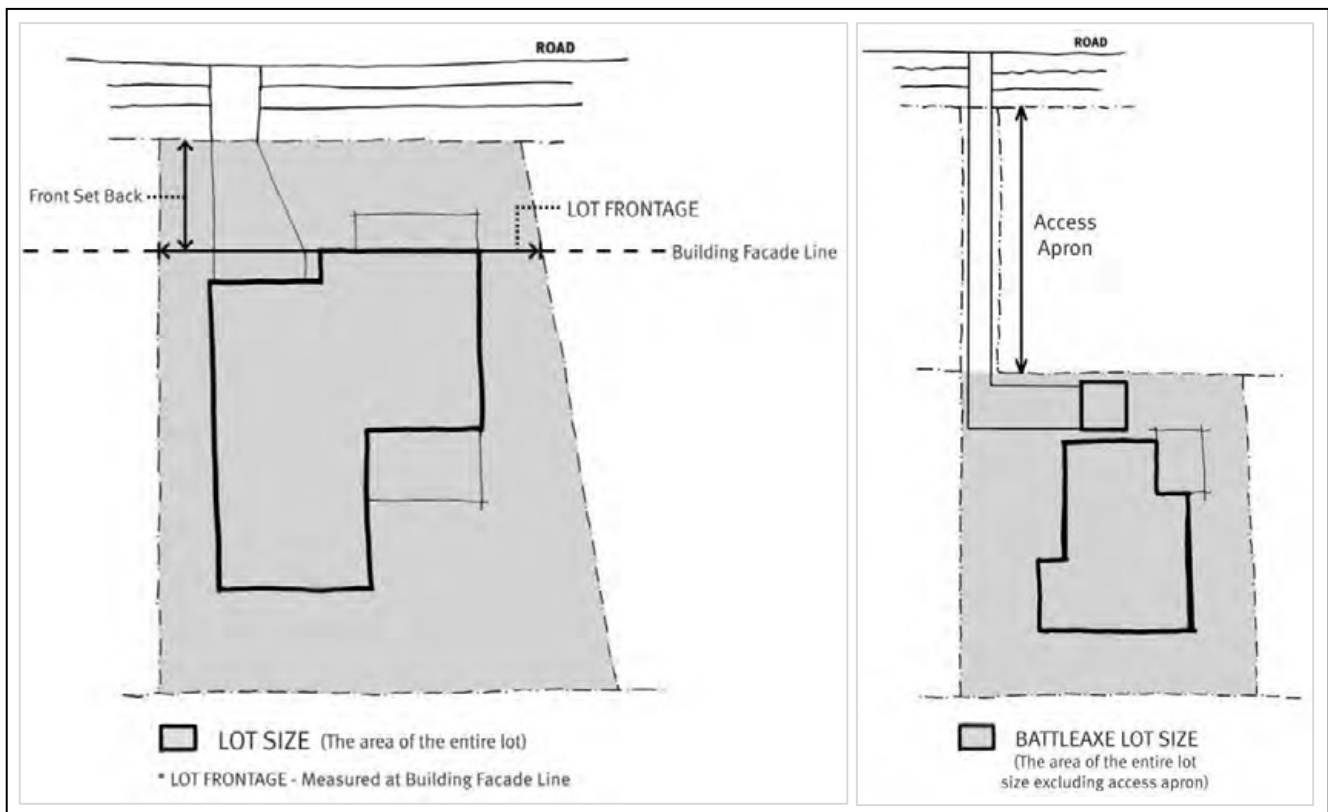 ROAD
Front Set Back
LOT FRONTAGE
Building Facade Line
LOT SIZE (The area of the entire lot)
* LOT FRONTAGE - Measured at Building Facade Line
ROAD
Access
Apron
BATTLEAXE LOT SIZE
(The area of the entire lot
size excluding access apron)